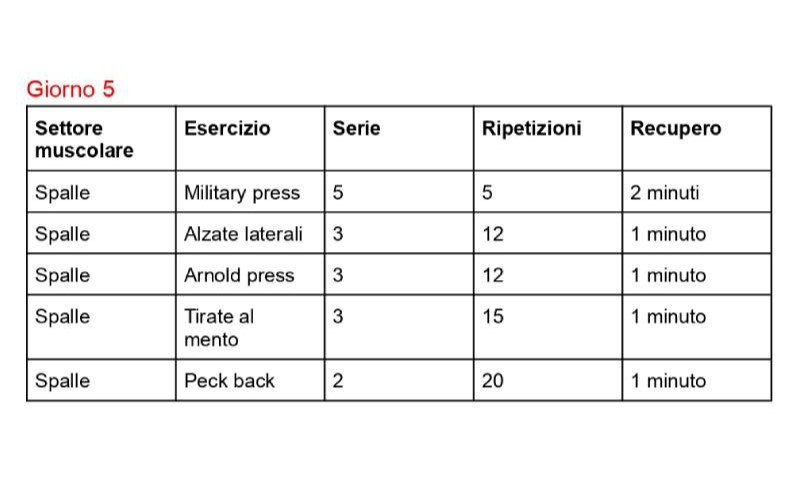 Giorno 5
Settore muscolare Esercizio Serie Ripetizioni Recupero
Spalle Military press 5 5 2 minuti
Spalle Alzate laterali 3 12 1 minuto
Spalle Arnold press 3 12 1 minuto
Spalle Tirate al mento 3 15 1 minuto
Spalle Peck back 2 20 1 minuto